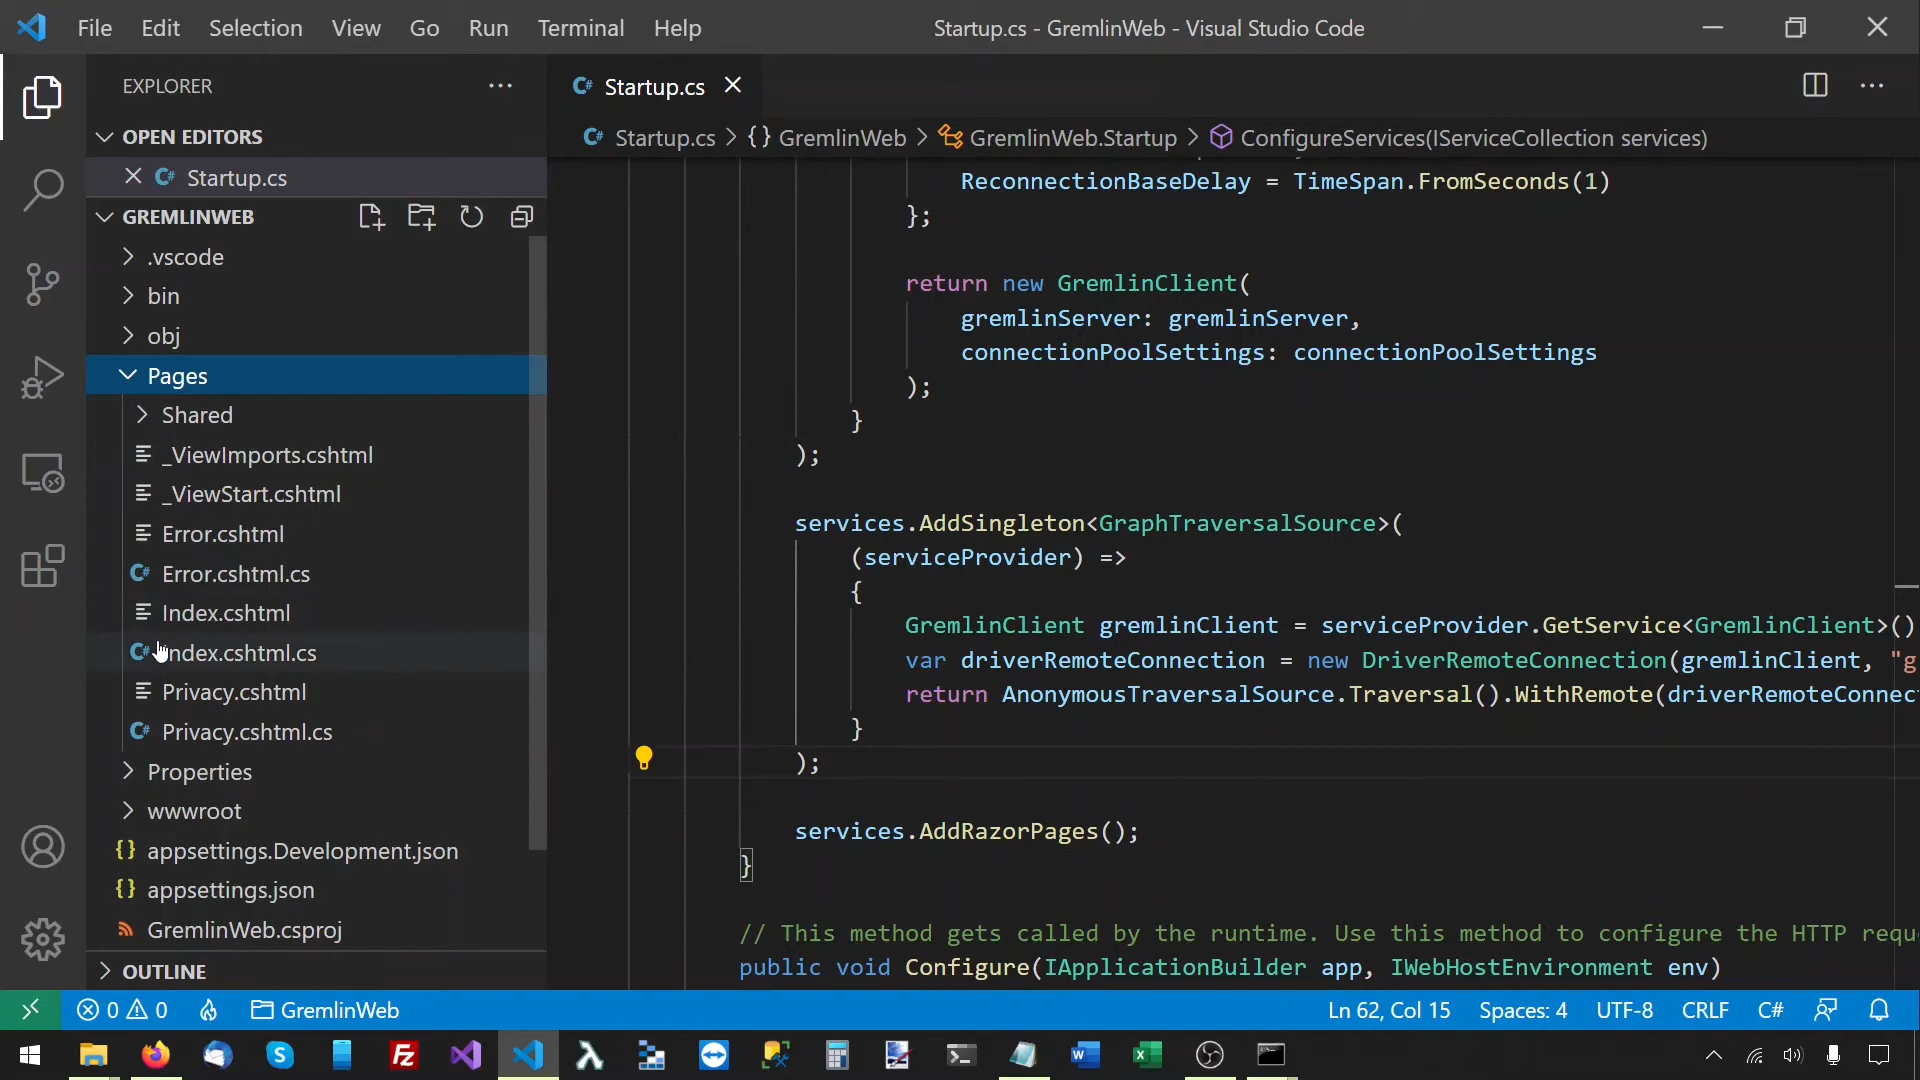 File Edit Selection View Go Run Terminal Help
Startup.cs - GremlinWeb - Visual Studio Code
EXPLORER
OPEN EDITORS
Startup.cs
GREMLINWEB
.vscode
bin
obj
Pages
Shared
_ViewImports.cshtml
_ViewStart.cshtml
Error.cshtml
C# Error.cshtml.cs
Index.cshtml
C# Index.cshtml.cs
Privacy.cshtml
C# Privacy.cshtml.cs
Properties
wwwroot
{} appsettings.Development.json
{} appsettings.json
GremlinWeb.csproj
OUTLINE
C# Startup.cs
C# Startup.cs > {} GremlinWeb > GremlinWeb.Startup > ConfigureServices(IServiceCollection services)
ReconnectionBaseDelay = TimeSpan.FromSeconds(1)
};
return new GremlinClient(
gremlinServer: gremlinServer,
connectionPoolSettings: connectionPoolSettings
);
}
);
services.AddSingleton<GraphTraversalSource>(
(serviceProvider) =>
{
GremlinClient gremlinClient = serviceProvider.GetService<GremlinClient>()
var driverRemoteConnection = new DriverRemoteConnection(gremlinClient, "g
return AnonymousTraversalSource.Traversal().WithRemote(driverRemoteConnec
}
);
services.AddRazorPages();
}
// This method gets called by the runtime. Use this method to configure the HTTP requ
public void Configure(IApplicationBuilder app, IWebHostEnvironment env)
0 0 GremlinWeb
Ln 62, Col 15 Spaces: 4 UTF-8 CRLF C#